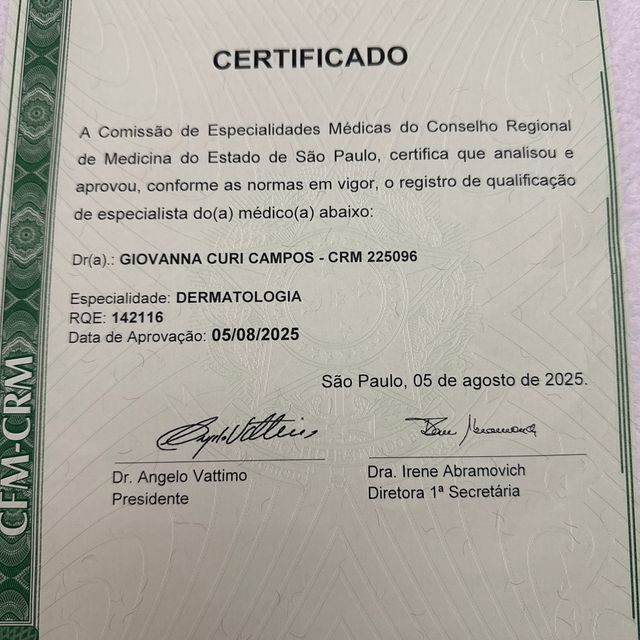 CERTIFICADO
A Comissão de Especialidades Médicas do Conselho Regional
de Medicina do Estado de São Paulo, certifica que analisou e
aprovou, conforme as normas em vigor, o registro de qualificação
de especialista do(a) médico(a) abaixo:
Dr(a).: GIOVANNA CURI CAMPOS - CRM 225096
Especialidade: DERMATOLOGIA
RQE: 142116
Data de Aprovação: 05/08/2025
São Paulo, 05 de agosto de 2025.
Dr. Angelo Vattimo
Presidente
Dra. Irene Abramovich
Diretora 1ª Secretária
CFM-CRM